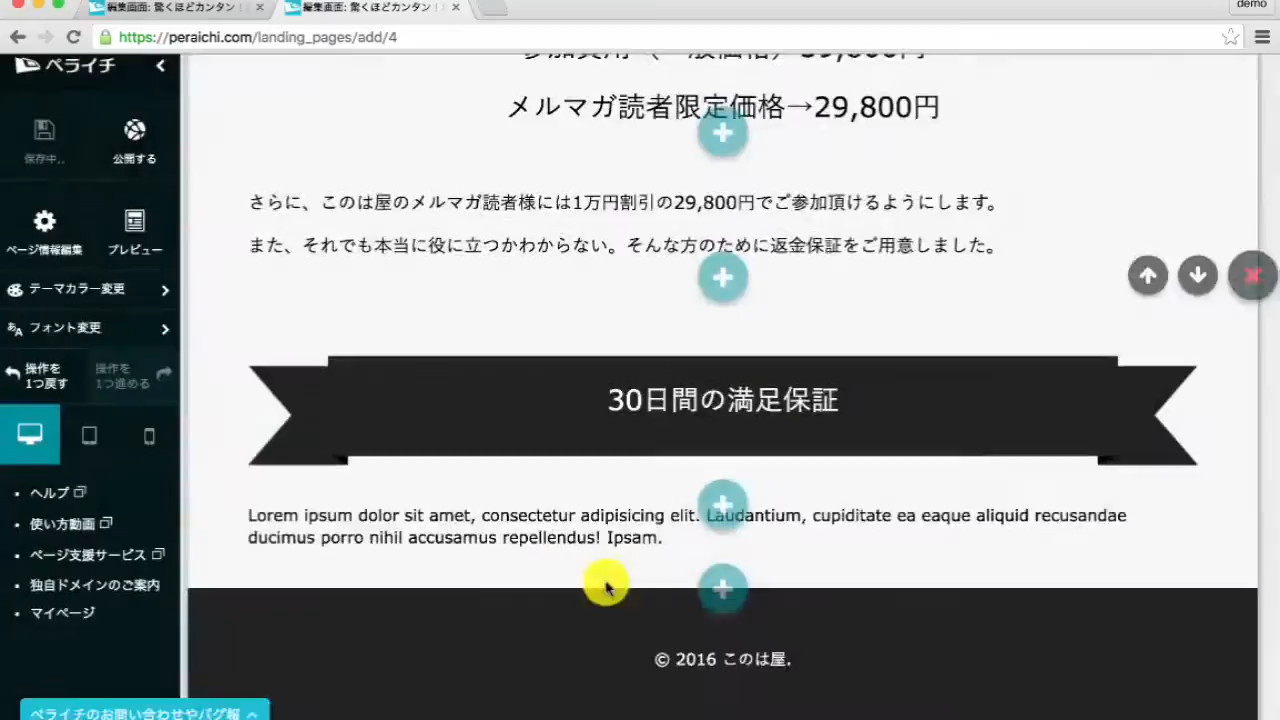 編集画面: 驚くほどカンタン！
編集画面: 驚くほどカンタン！
demo
https://peraichi.com/landing_pages/add/4
ペライチ
保存中..
公開する
ページ情報編集
プレビュー
テーマカラー変更
フォント変更
操作を
1つ戻す
操作を
1つ進める
ヘルプ
使い方動画
ページ支援サービス
独自ドメインのご案内
マイページ
ペライチのお問い合わせやバグ報
メルマガ読者限定価格→29,800円
さらに、このは屋のメルマガ読者様には1万円割引の29,800円でご参加頂けるようにします。
また、それでも本当に役に立つかわからない。そんな方のために返金保証をご用意しました。
30日間の満足保証
Lorem ipsum dolor sit amet, consectetur adipisicing elit. Laudantium, cupiditate ea eaque aliquid recusandae
ducimus porro nihil accusamus repellendus! Ipsam.
© 2016 このは屋.